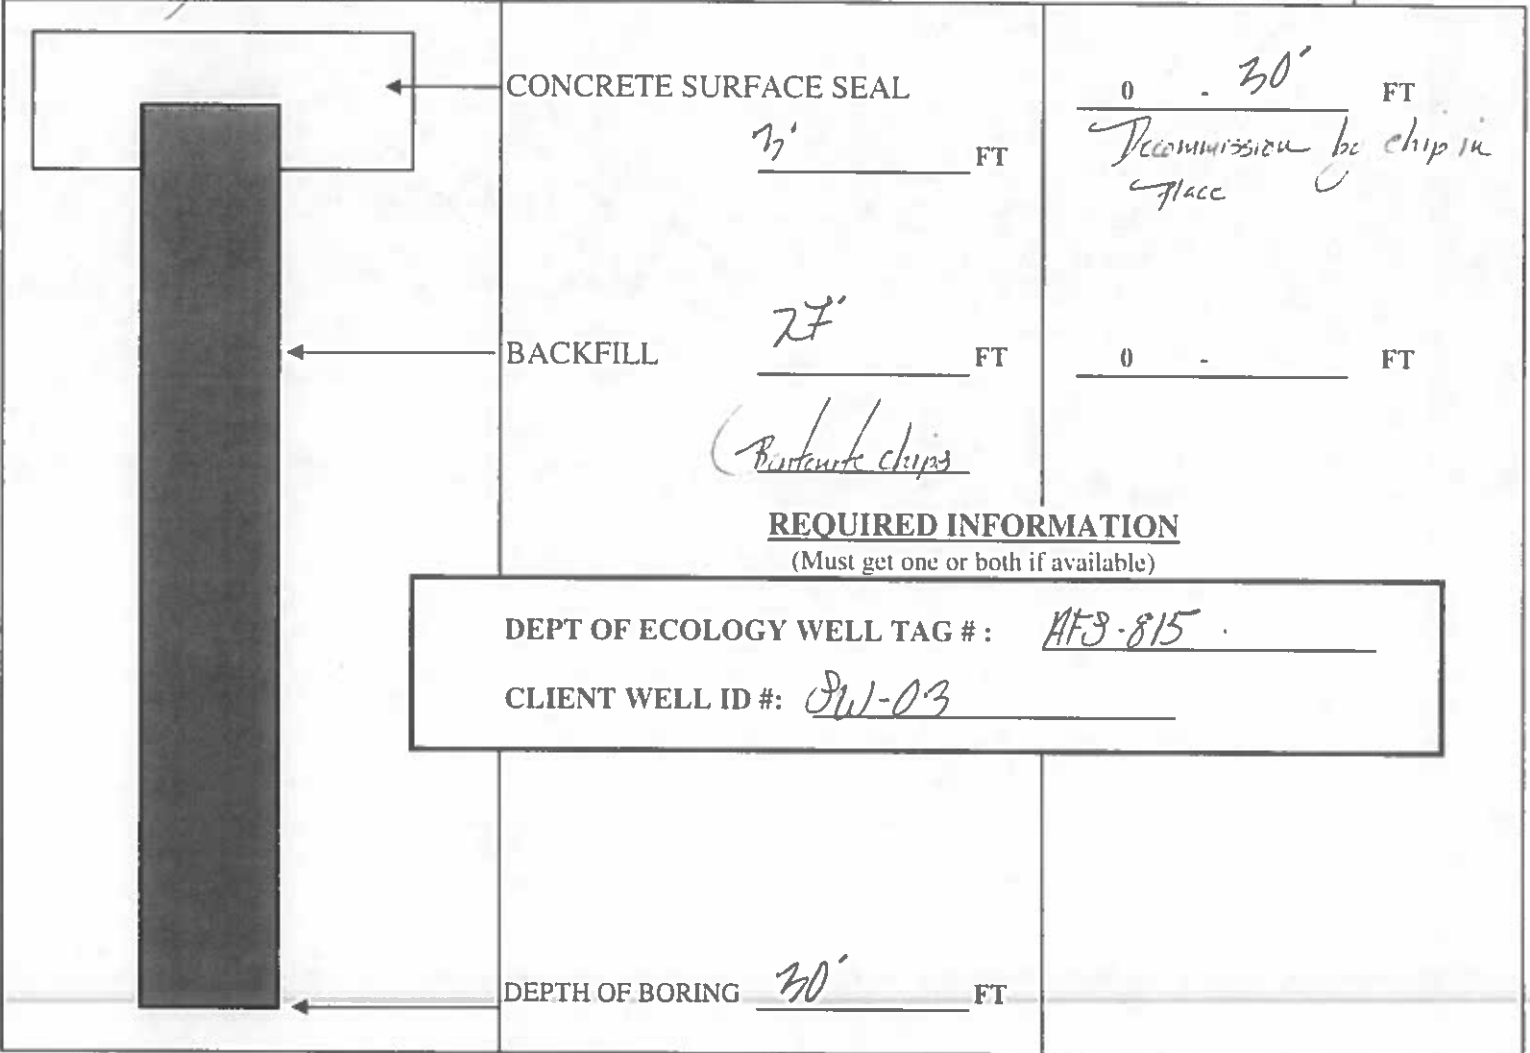 CONCRETE SURFACE SEAL
3' FT
0 - 30' FT
Decommission by chip in
Place
BACKFILL 27' FT
0 - FT
Bentonite chips
REQUIRED INFORMATION
(Must get one or both if available)
DEPT OF ECOLOGY WELL TAG # : AFS-815
CLIENT WELL ID #: SW-03
DEPTH OF BORING 30' FT